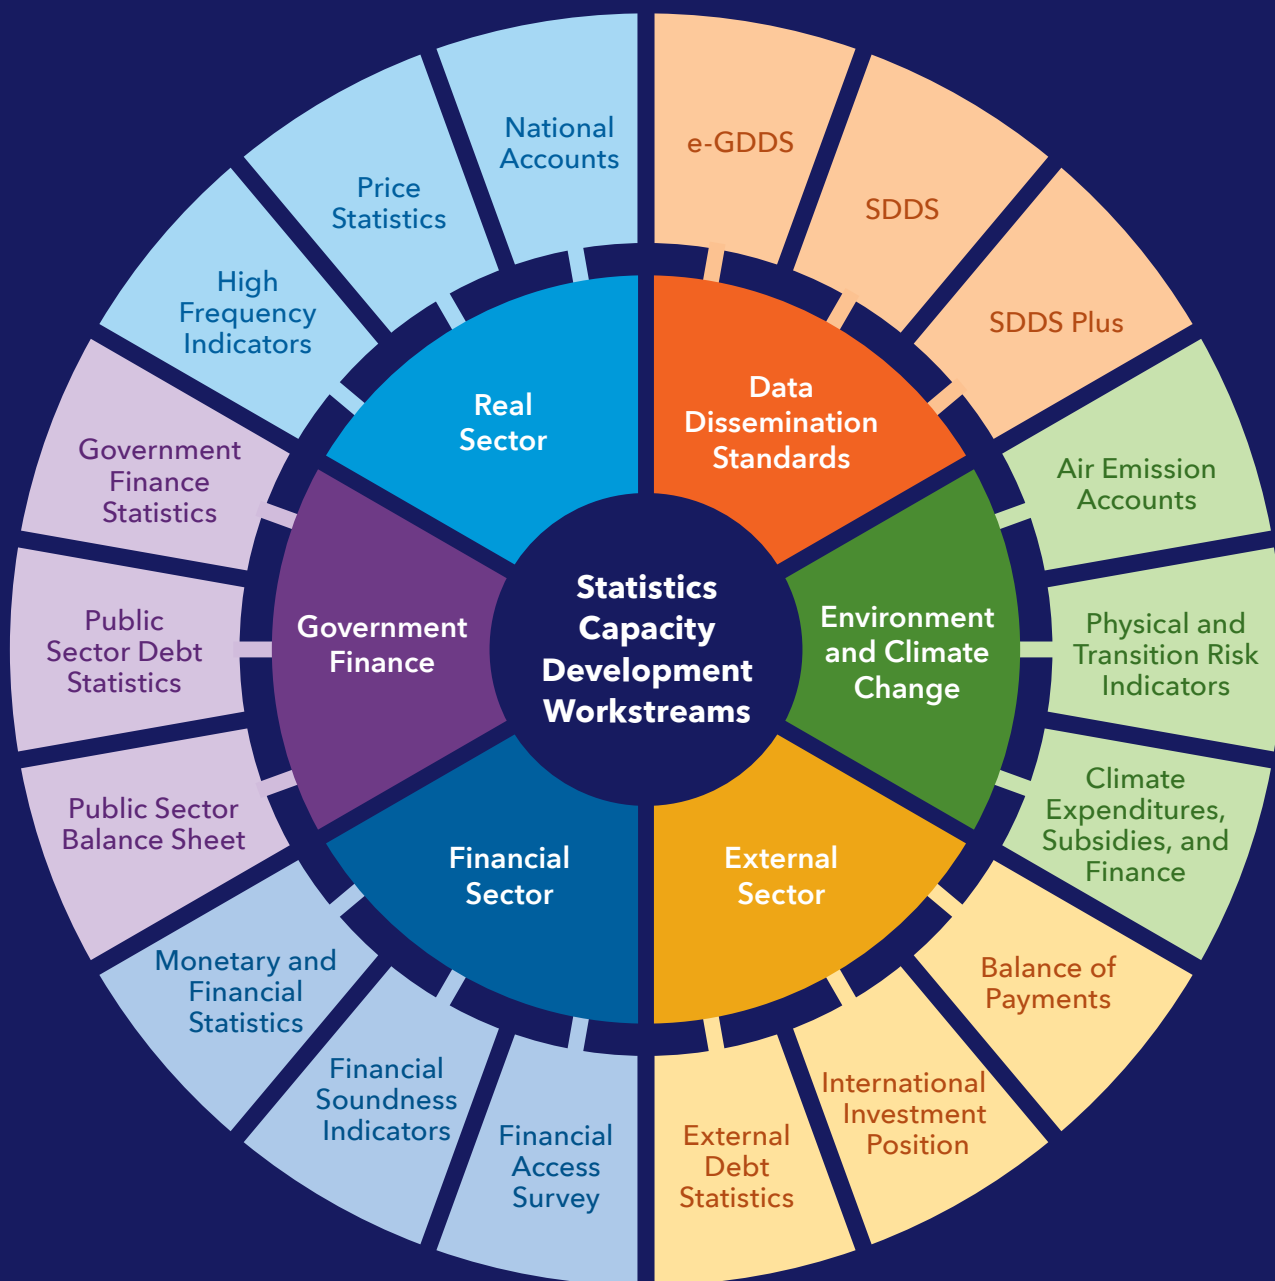 Statistics
Capacity
Development
Workstreams
Data
Dissemination
Standards
e-GDDS
SDDS
SDDS Plus
Environment
and Climate
Change
Air Emission
Accounts
Physical and
Transition Risk
Indicators
Climate
Expenditures,
Subsidies, and
Finance
External
Sector
Balance of
Payments
International
Investment
Position
External
Debt
Statistics
Financial
Sector
Financial
Access
Survey
Financial
Soundness
Indicators
Monetary and
Financial
Statistics
Government
Finance
Public Sector
Balance Sheet
Public
Sector Debt
Statistics
Government
Finance
Statistics
Real
Sector
High
Frequency
Indicators
Price
Statistics
National
Accounts